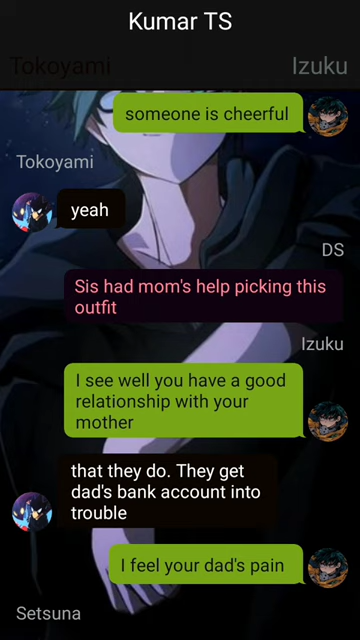 Kumar TS
Tokoyami
Izuku
someone is cheerful
Tokoyami
yeah
DS
Sis had mom's help picking this
outfit
Izuku
I see well you have a good
relationship with your
mother
that they do. They get
dad's bank account into
trouble
I feel your dad's pain
Setsuna